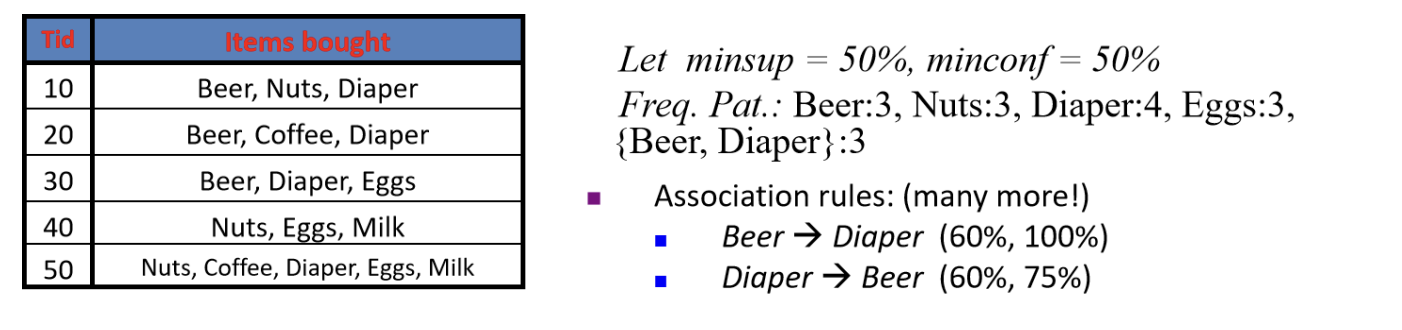 Tid Items bought
10 Beer, Nuts, Diaper
20 Beer, Coffee, Diaper
30 Beer, Diaper, Eggs
40 Nuts, Eggs, Milk
50 Nuts, Coffee, Diaper, Eggs, Milk
Let minsup = 50%, minconf = 50%
Freq. Pat.: Beer:3, Nuts:3, Diaper:4, Eggs:3,
{Beer, Diaper}:3
Association rules: (many more!)
Beer → Diaper (60%, 100%)
Diaper → Beer (60%, 75%)